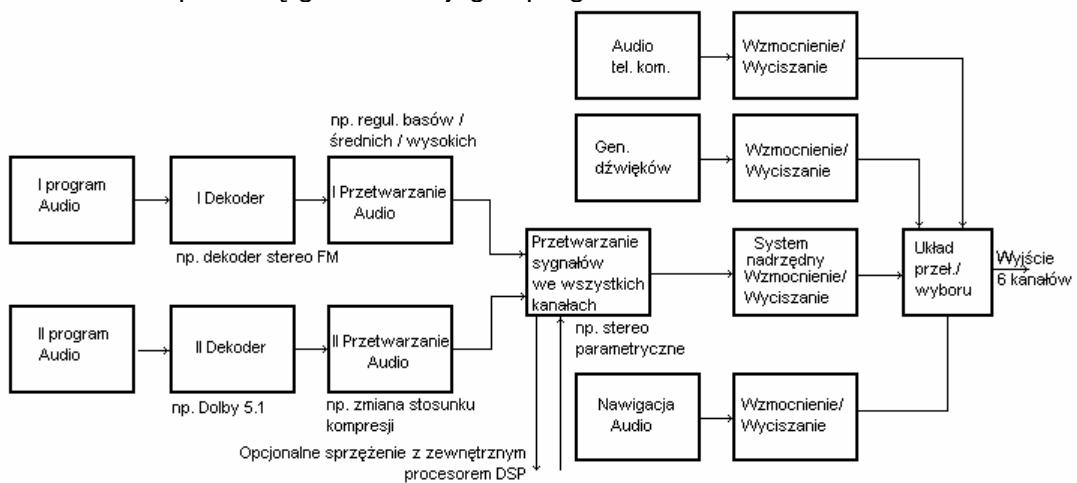 Audio
tel. kom.
Wzmocnienie/
Wyciszanie
np. regul. basów /
średnich / wysokich
Gen.
dźwięków
Wzmocnienie/
Wyciszanie
I program
Audio
I Dekoder
I Przetwarzanie
Audio
np. dekoder stereo FM
Przetwarzanie
sygnałów
we wszystkich
kanałach
System
nadrzędny
Wzmocnienie/
Wyciszanie
Układ
przeł./
wyboru
Wyjście
6 kanałów
II program
Audio
II Dekoder
II Przetwarzanie
Audio
np. stereo
parametryczne
np. Dolby 5.1
np. zmiana stosunku
kompresji
Nawigacja
Audio
Wzmocnienie/
Wyciszanie
Opcjonalne sprzężenie z zewnętrznym
procesorem DSP